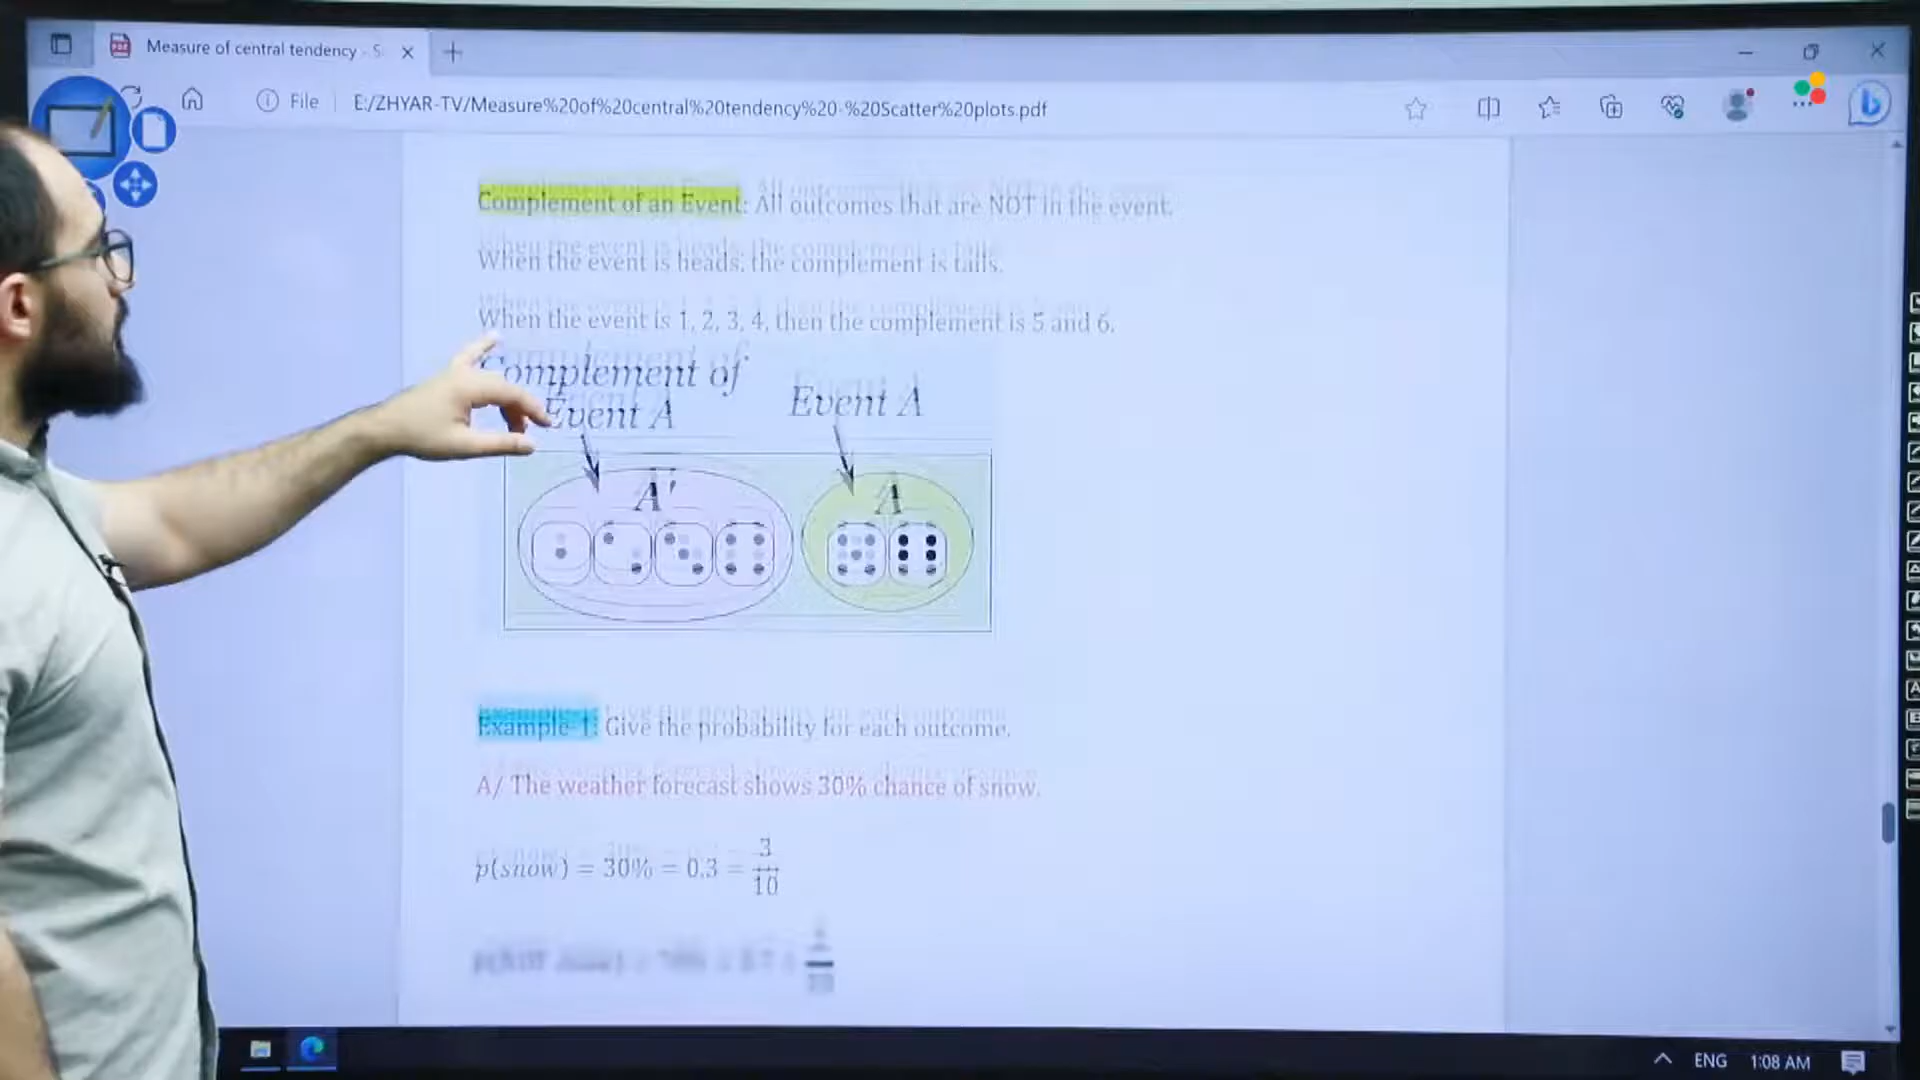 Measure of central tendency - S
File
E:/ZHYAR-TV/Measure%20of%20central%20tendency%20-%20Scatter%20plots.pdf
Complement of an Event: All outcomes that are NOT in the event.
When the event is heads, the complement is tails.
When the event is 1, 2, 3, 4, then the complement is 5 and 6.
Complement of
Event A
Event A
A'
A
Example-1: Give the probability for each outcome.
A/ The weather forecast shows 30% chance of snow.
p(snow) = 30% = 0.3 = 3/10
ENG
1:08 AM